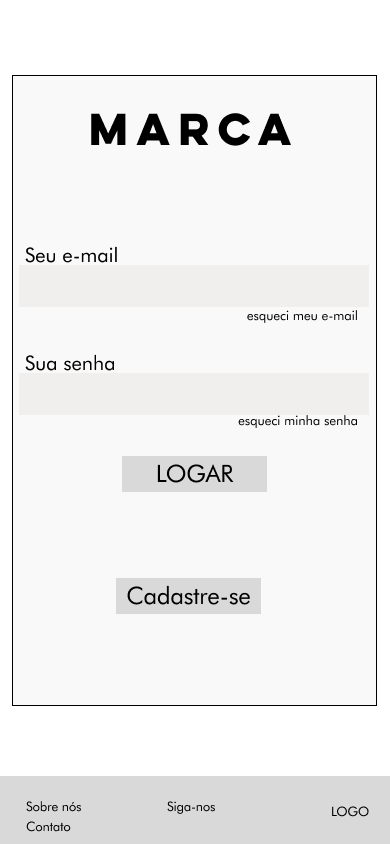 MARCA
Seu e-mail
esqueci meu e-mail
Sua senha
esqueci minha senha
LOGAR
Cadastre-se
Sobre nós
Contato
Siga-nos
LOGO